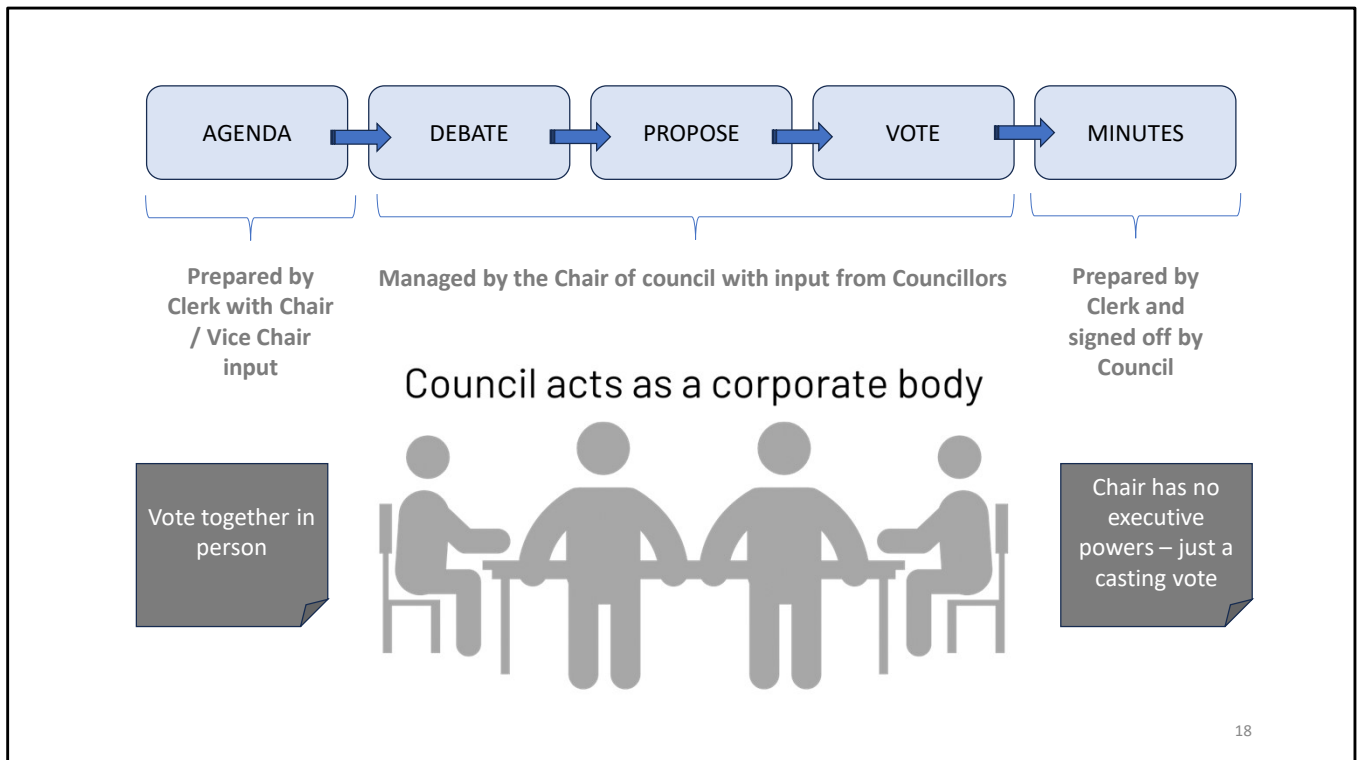 AGENDA
DEBATE
PROPOSE
VOTE
MINUTES
Prepared by
Clerk with Chair
/ Vice Chair
input
Managed by the Chair of council with input from Councillors
Prepared by
Clerk and
signed off by
Council
Council acts as a corporate body
Vote together in
person
Chair has no
executive
powers – just a
casting vote
18